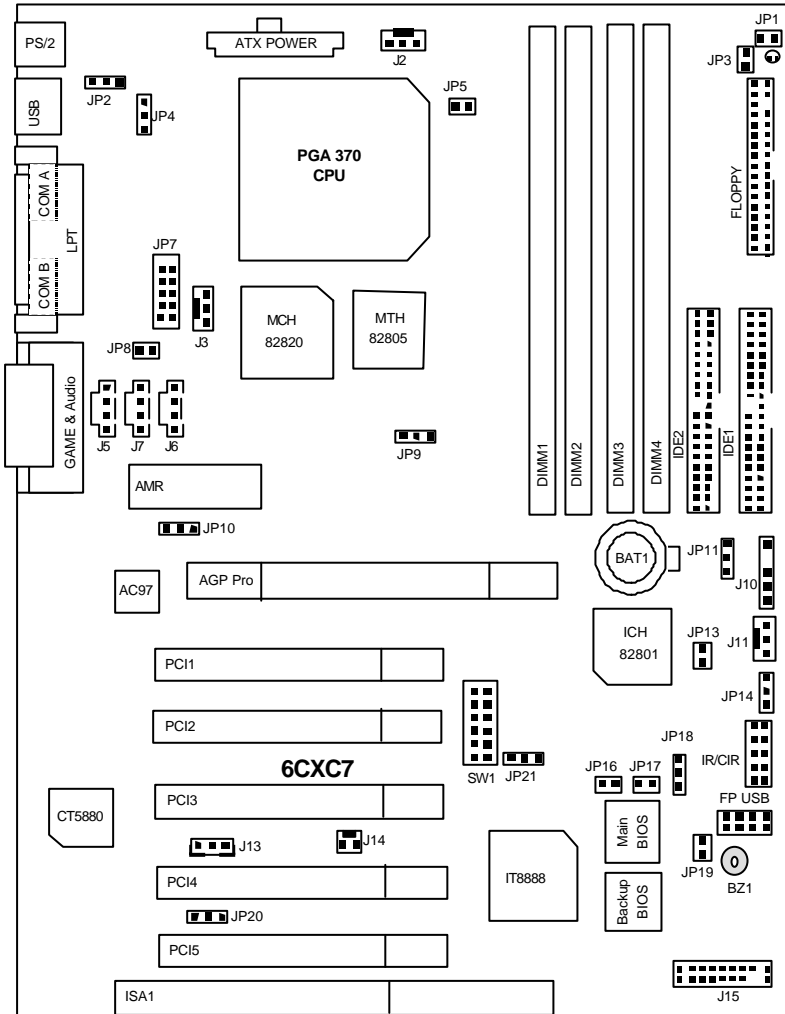 JP1
PS/2
ATX POWER
J2
JP3
JP2
JP4
JP5
USB
PGA 370
CPU
COM A
LPT
COM B
FLOPPY
JP7
J3
MCH
82820
MTH
82805
JP8
GAME & Audio
J5
J7
J6
JP9
DIMM1
DIMM2
DIMM3
DIMM4
IDE2
IDE1
AMR
JP10
AC97
AGP Pro
BAT1
JP11
J10
ICH
82801
JP13
J11
PCI1
JP14
PCI2
6CXC7
SW1
JP21
JP16
JP17
JP18
IR/CIR
FP USB
CT5880
PCI3
J13
J14
Main
BIOS
JP19
BZ1
PCI4
IT8888
Backup
BIOS
JP20
PCI5
ISA1
J15